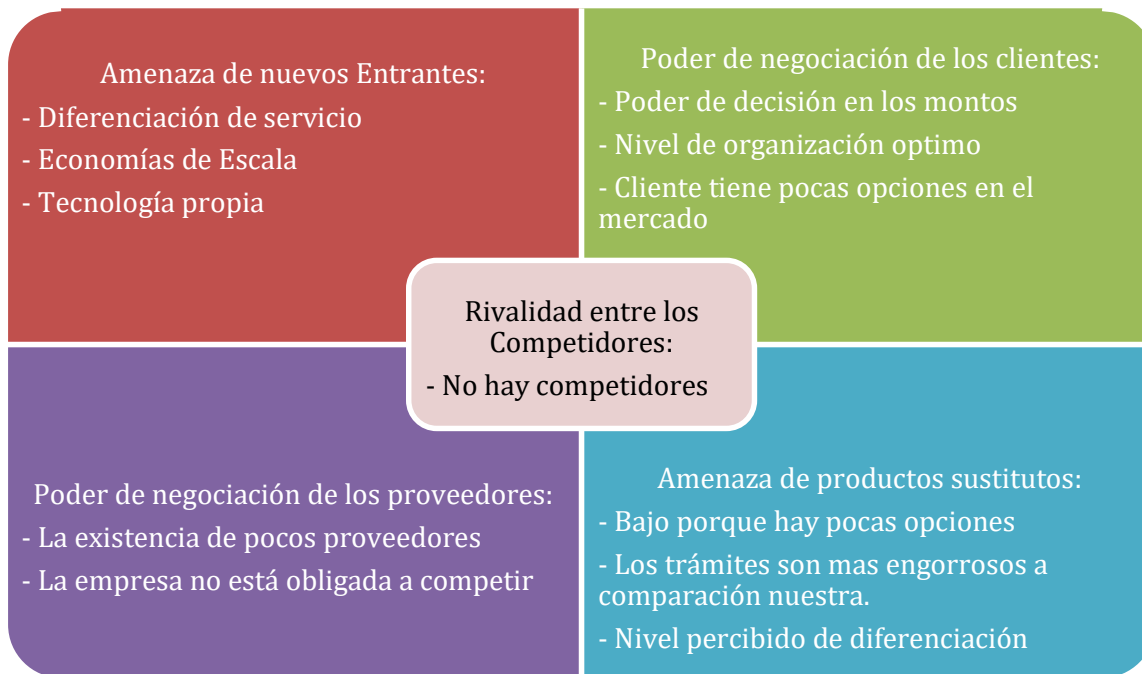 Amenaza de nuevos Entrantes:
- Diferenciación de servicio
- Economías de Escala
- Tecnología propia
Poder de negociación de los clientes:
- Poder de decisión en los montos
- Nivel de organización optimo
- Cliente tiene pocas opciones en el
mercado
Rivalidad entre los
Competidores:
- No hay competidores
Poder de negociación de los proveedores:
- La existencia de pocos proveedores
- La empresa no está obligada a competir
Amenaza de productos sustitutos:
- Bajo porque hay pocas opciones
- Los trámites son mas engorrosos a
comparación nuestra.
- Nivel percibido de diferenciación